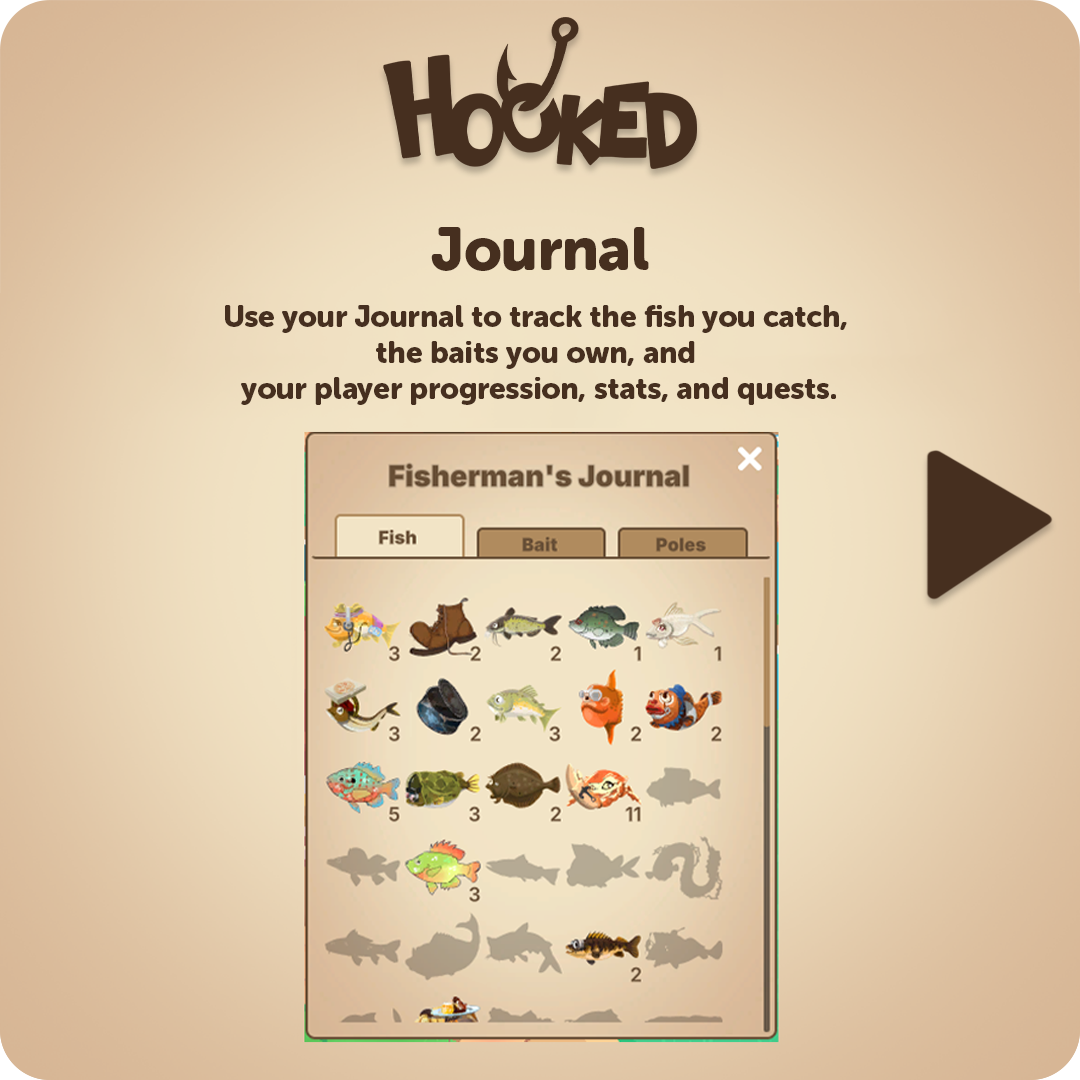 HOOKED
Journal
Use your Journal to track the fish you catch,
the baits you own, and
your player progression, stats, and quests.
Fisherman's Journal
Fish Bait Poles
3 2 2 1 1
3 2 3 2 2
5 3 2 11
3
2